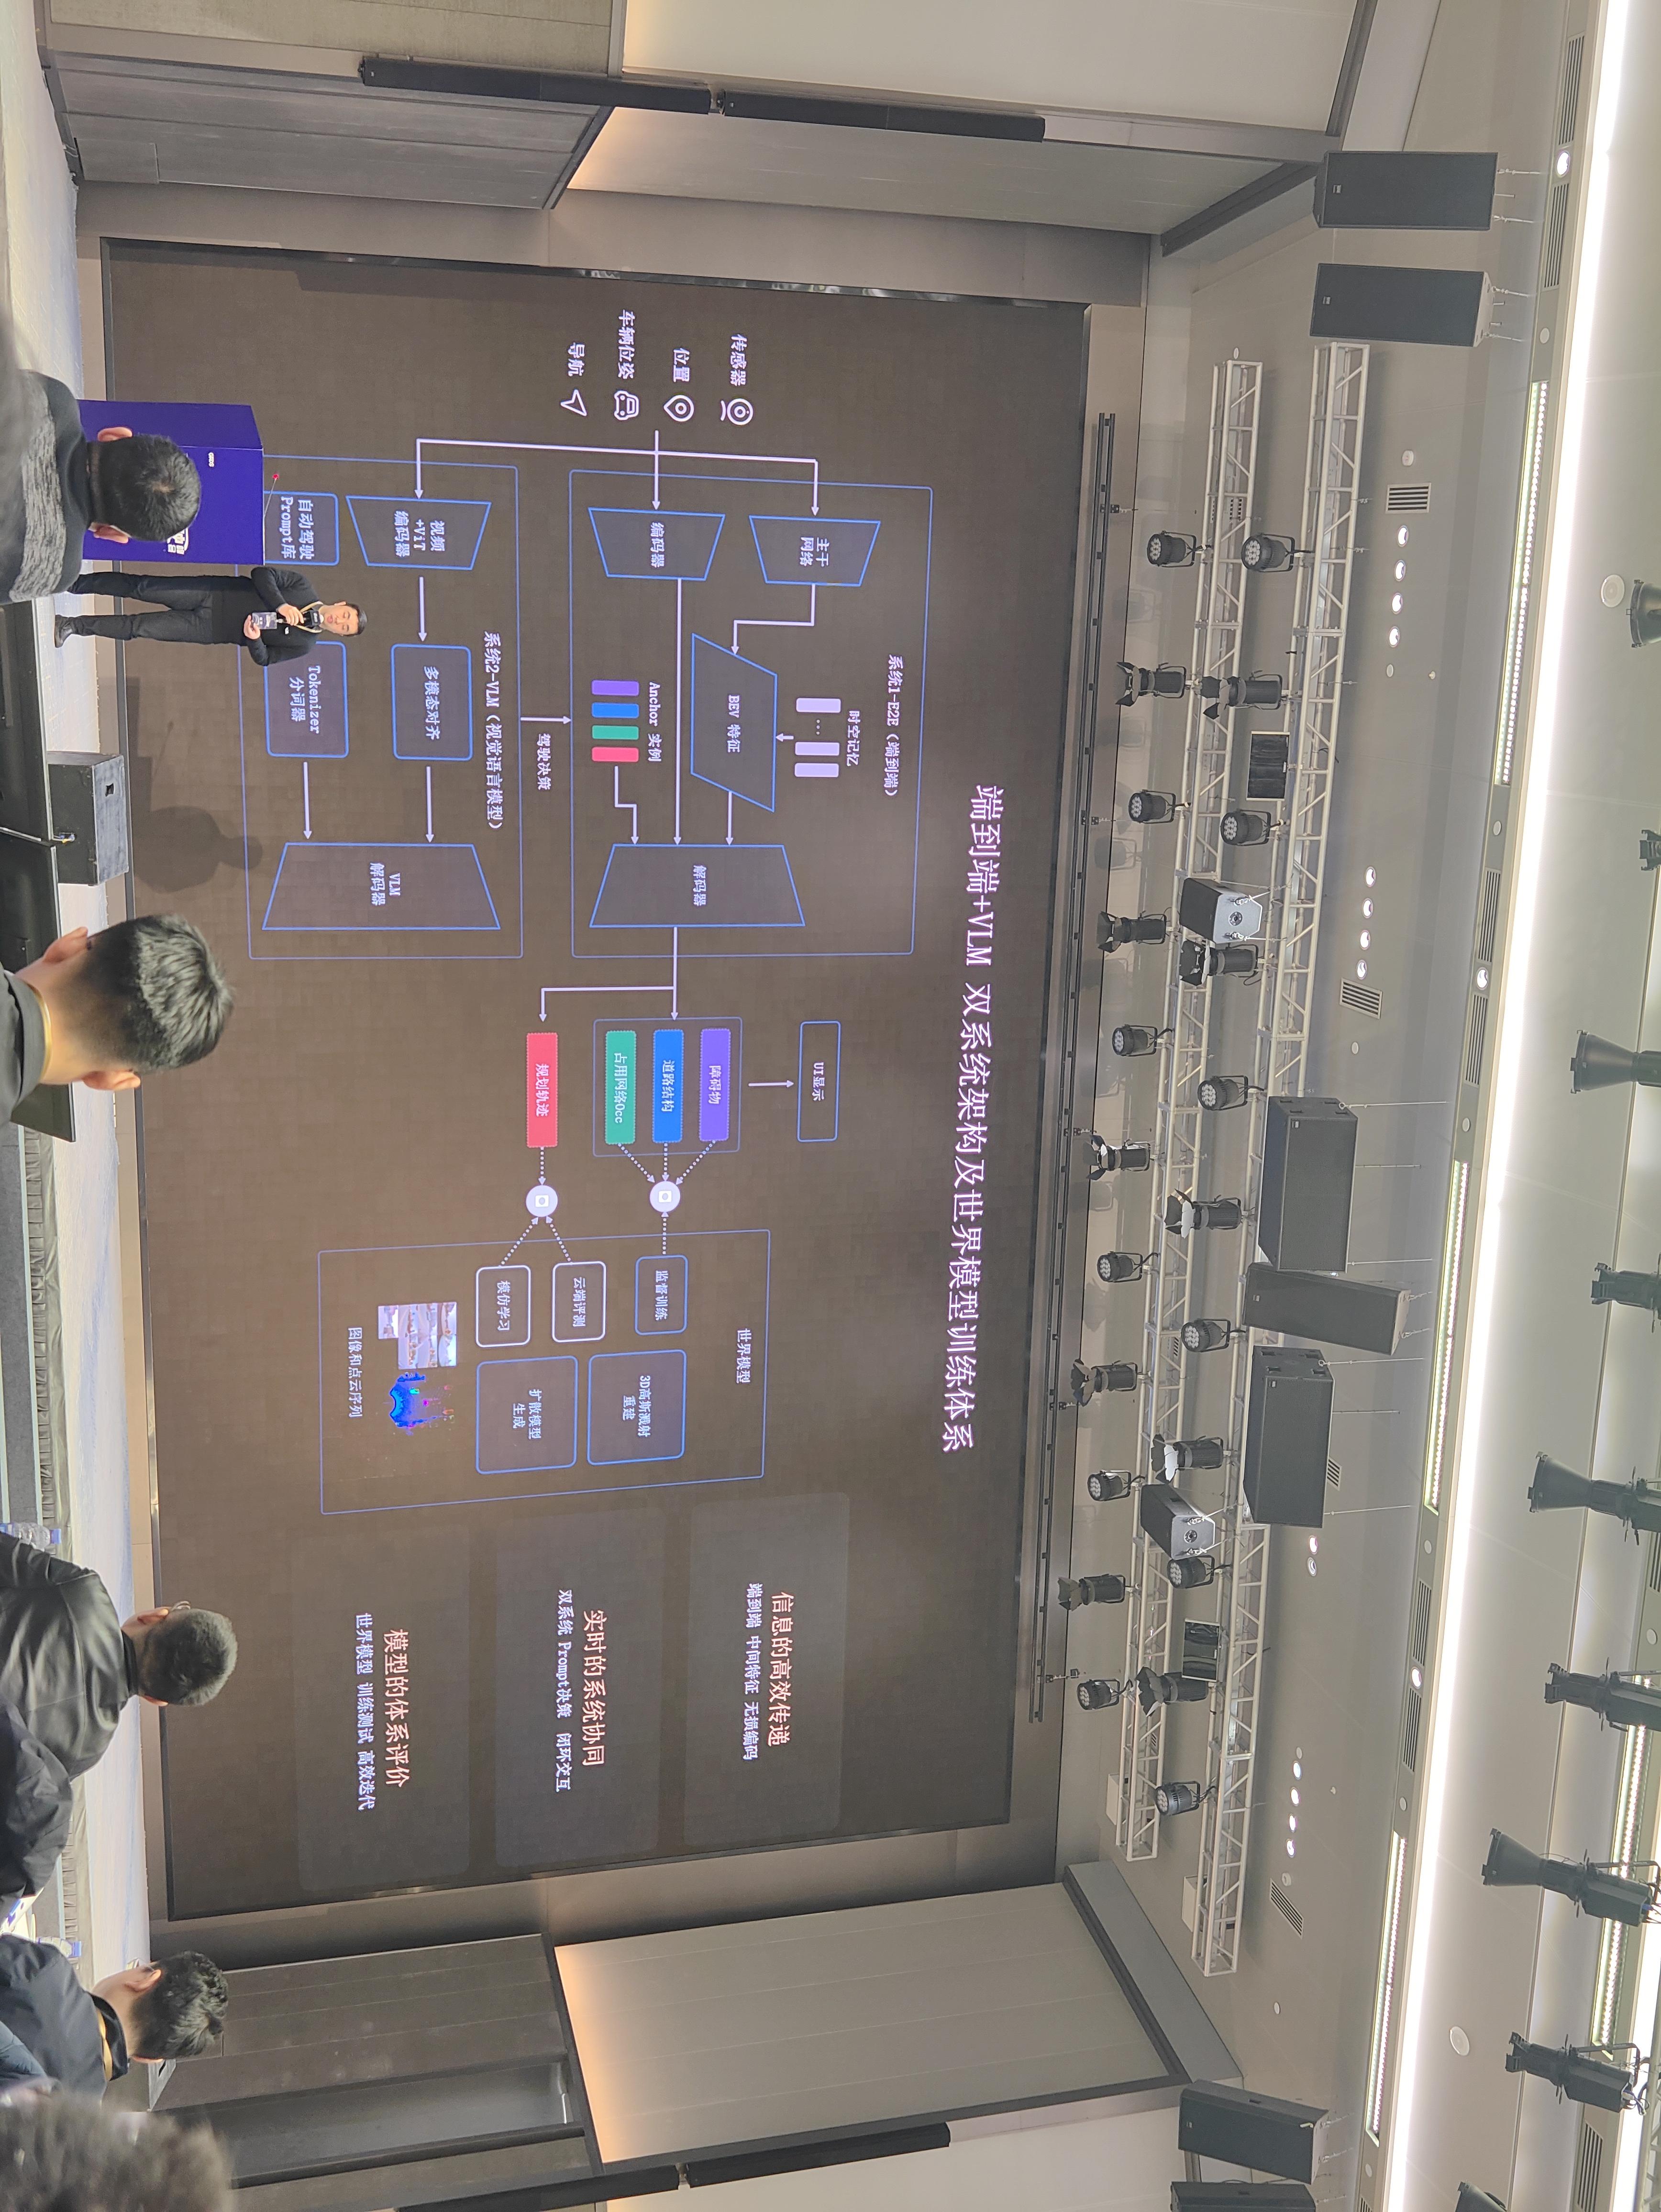 端到端+VLM 双系统架构及世界模型训练体系
系统1-E2E（端到端）
时空记忆
主干
网络
BEV 特征
解码器
编码器
Anchor 实例
传感器
位置
车辆位姿
导航
驾驶决策
系统2-VLM（视觉语言模型）
视频
+ViT
编码器
多模态对齐
VLM
解码器
自动驾驶
Prompt库
Tokenizer
分词器
UI显示
障碍物
道路结构
占用网络Occ
规划轨迹
世界模型
监督训练
3D高斯溅射
重建
云端评测
扩散模型
生成
模仿学习
图像和点云序列
信息的高效传递
端到端 中间特征 无损编码
实时的系统协同
双系统 Prompt决策 闭环交互
模型的体系评价
世界模型 训练测试 高效迭代